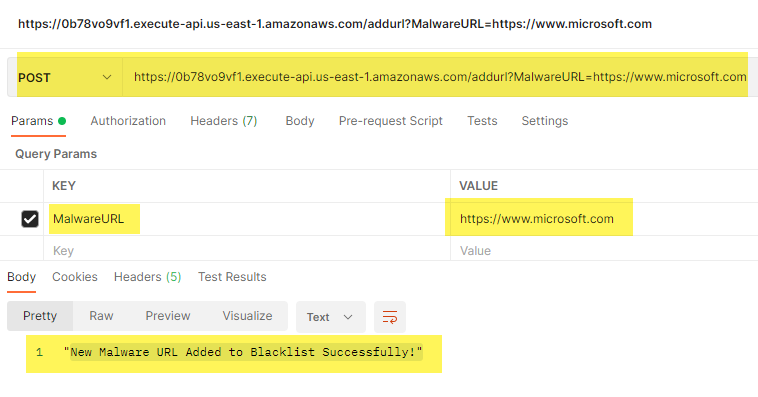 https://0b78vo9vf1.execute-api.us-east-1.amazonaws.com/addurl?MalwareURL=https://www.microsoft.com
POST https://0b78vo9vf1.execute-api.us-east-1.amazonaws.com/addurl?MalwareURL=https://www.microsoft.com
Params Authorization Headers (7) Body Pre-request Script Tests Settings
Query Params
KEY VALUE
MalwareURL https://www.microsoft.com
Key Value
Body Cookies Headers (5) Test Results
Pretty Raw Preview Visualize Text
1 "New Malware URL Added to Blacklist Successfully!"